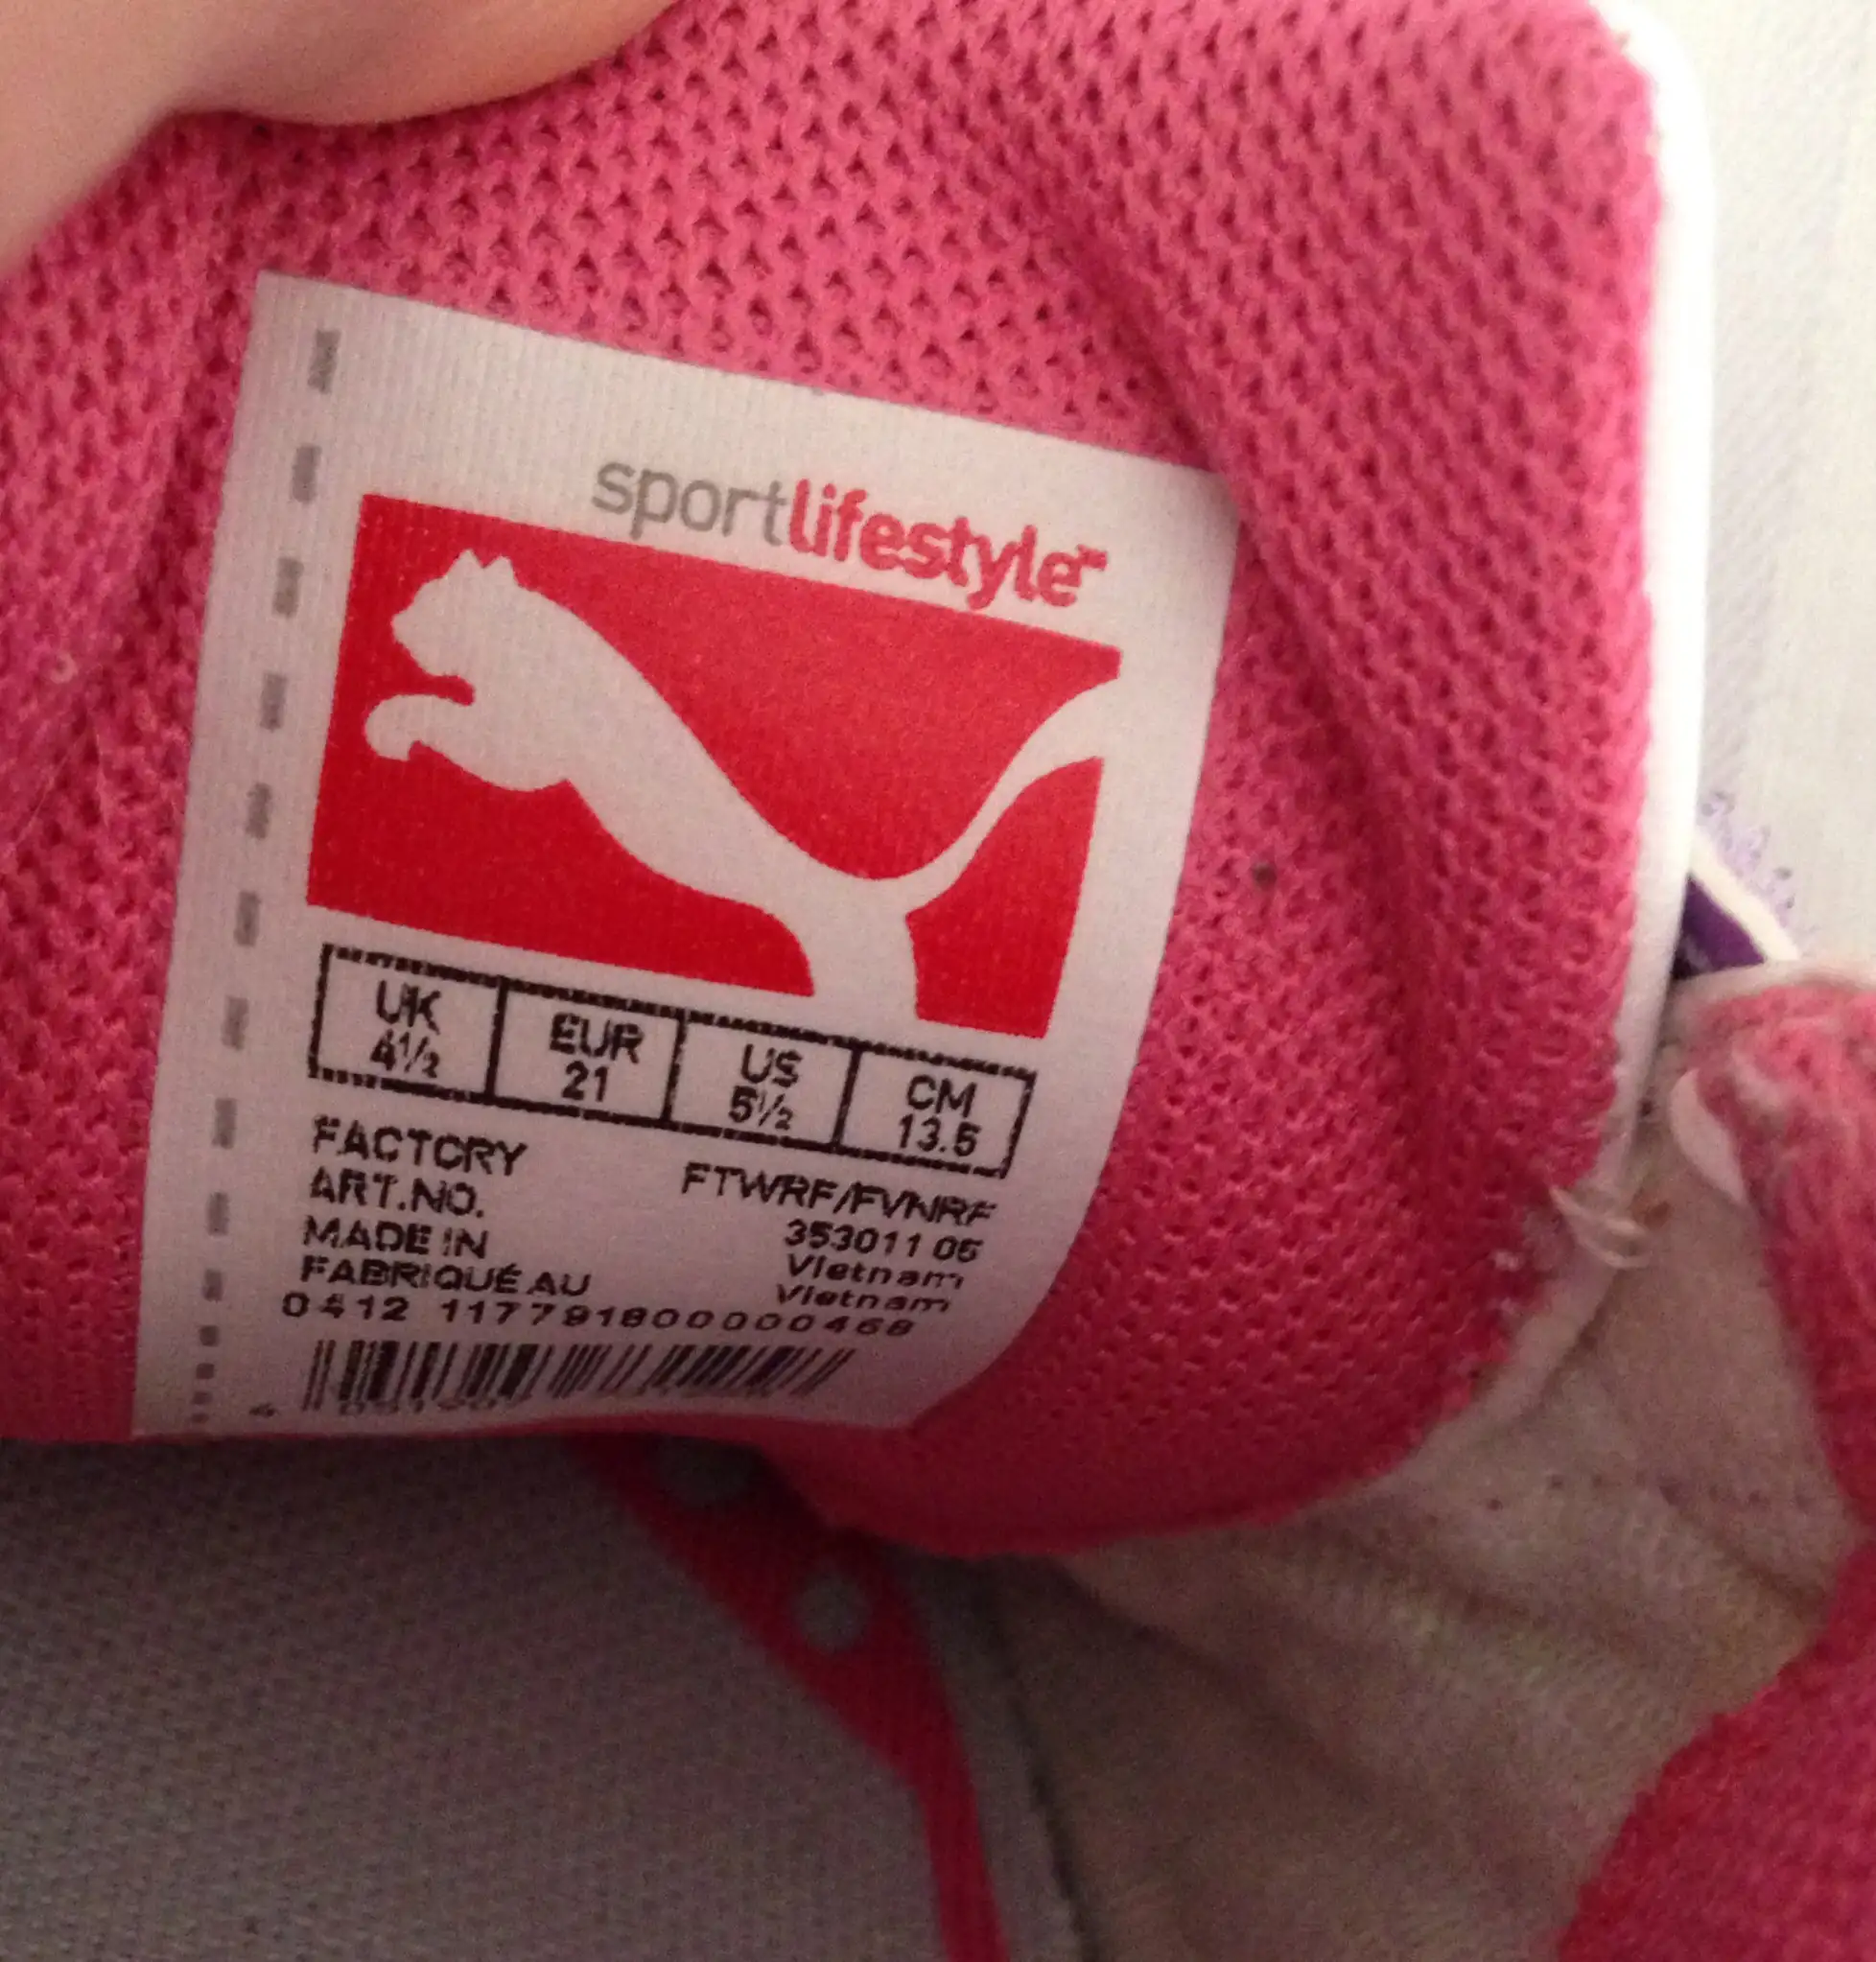 sportlifestyle™
UK EUR US CM
4½ 21 5½ 13.5
FACTORY FTWRF/FVNRF
ART.NO. 353011 05
MADE IN Vietnam
FABRIQUÉ AU Vietnam
0412 117791800000468